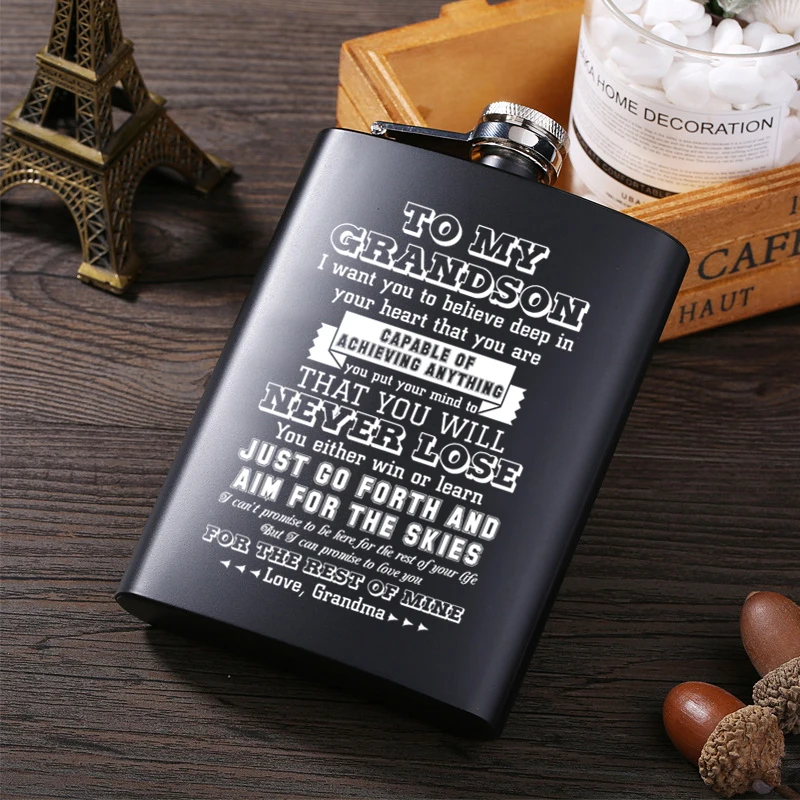 TO MY
GRANDSON
I want you to believe deep in
your heart that you are
CAPABLE OF
ACHIEVING ANYTHING
you put your mind to
THAT YOU WILL
NEVER LOSE
You either win or learn
JUST GO FORTH AND
AIM FOR THE SKIES
I can't promise to be here for the rest of your life
But I can promise to love you
FOR THE REST OF MINE
Love, Grandma
HOME DECORATION
CAF
HAUT